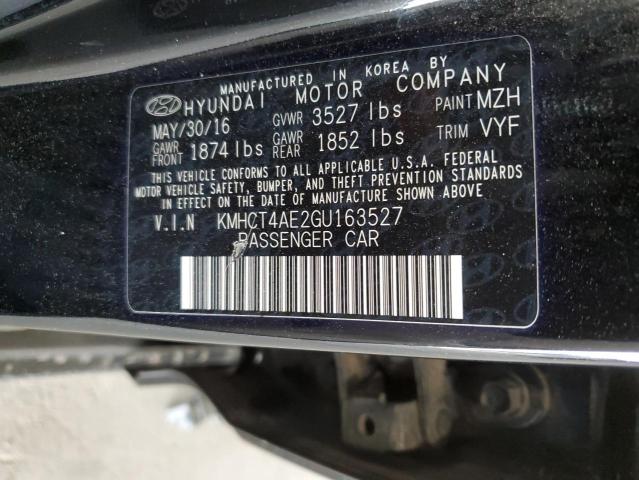 MANUFACTURED IN KOREA BY
HYUNDAI MOTOR COMPANY
MAY/30/16 GVWR 3527 lbs PAINT MZH
GAWR FRONT 1874 lbs GAWR REAR 1852 lbs TRIM VYF
THIS VEHICLE CONFORMS TO ALL APPLICABLE U.S.A. FEDERAL
MOTOR VEHICLE SAFETY, BUMPER, AND THEFT PREVENTION
STANDARDS IN EFFECT ON THE DATE OF MANUFACTURE SHOWN ABOVE
V.I.N KMHCT4AE2GU163527
PASSENGER CAR